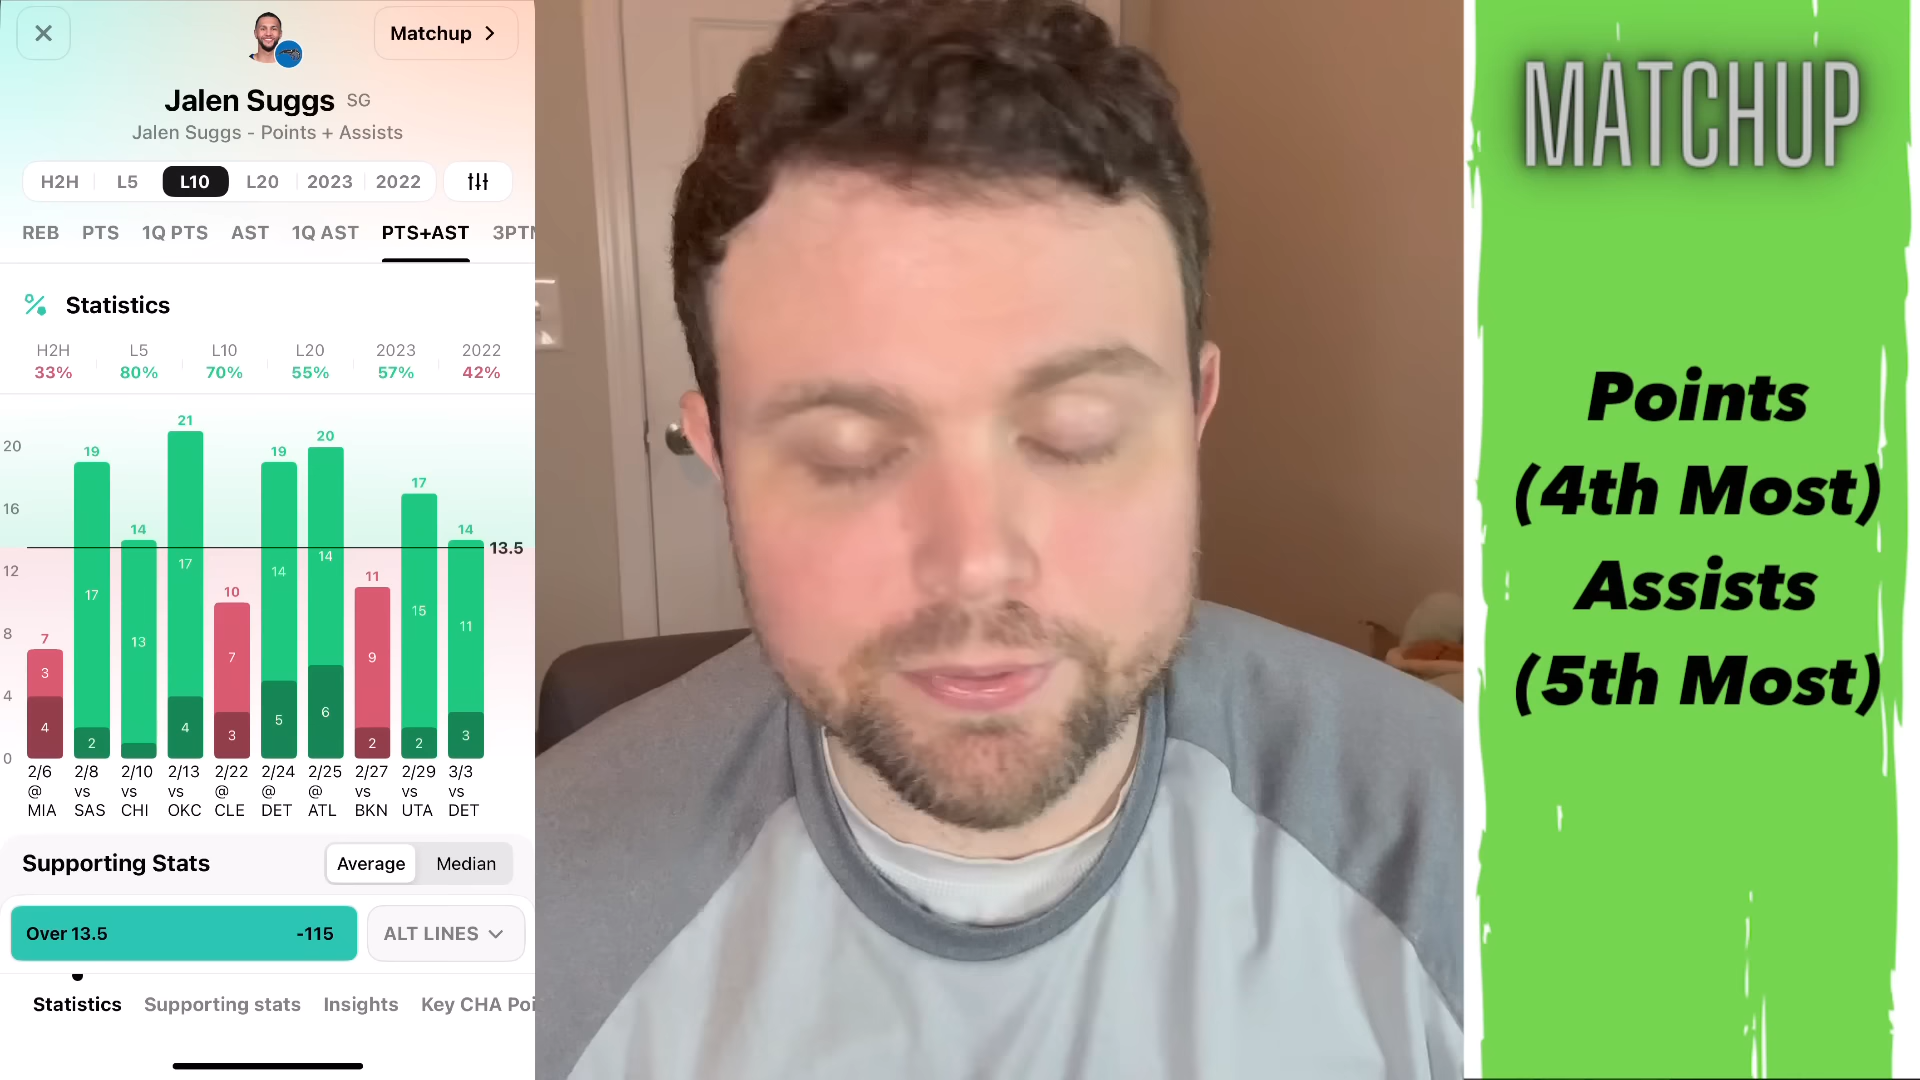 Matchup
Jalen Suggs SG
Jalen Suggs - Points + Assists
H2H L5 L10 L20 2023 2022
REB PTS 1Q PTS AST 1Q AST PTS+AST 3PT
Statistics
H2H L5 L10 L20 2023 2022
33% 80% 70% 55% 57% 42%
20
16
12
8
4
0
7 19 14 21 10 19 20 11 17 14
13.5
3 17 13 17 7 14 14 9 15 11
4 2 4 3 5 6 2 2 3
2/6 2/8 2/10 2/13 2/22 2/24 2/25 2/27 2/29 3/3
@ vs vs vs @ @ @ vs vs vs
MIA SAS CHI OKC CLE DET ATL BKN UTA DET
Supporting Stats Average Median
Over 13.5 -115 ALT LINES
Statistics Supporting stats Insights Key CHA Poi
MATCHUP
Points
(4th Most)
Assists
(5th Most)